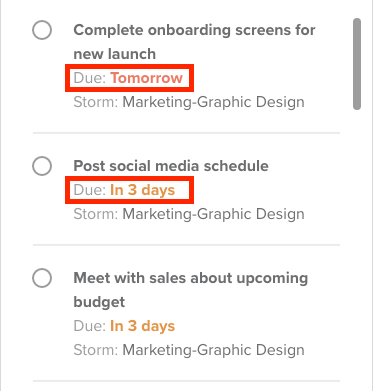 Complete onboarding screens for
new launch
Due: Tomorrow
Storm: Marketing-Graphic Design
Post social media schedule
Due: In 3 days
Storm: Marketing-Graphic Design
Meet with sales about upcoming
budget
Due: In 3 days
Storm: Marketing-Graphic Design